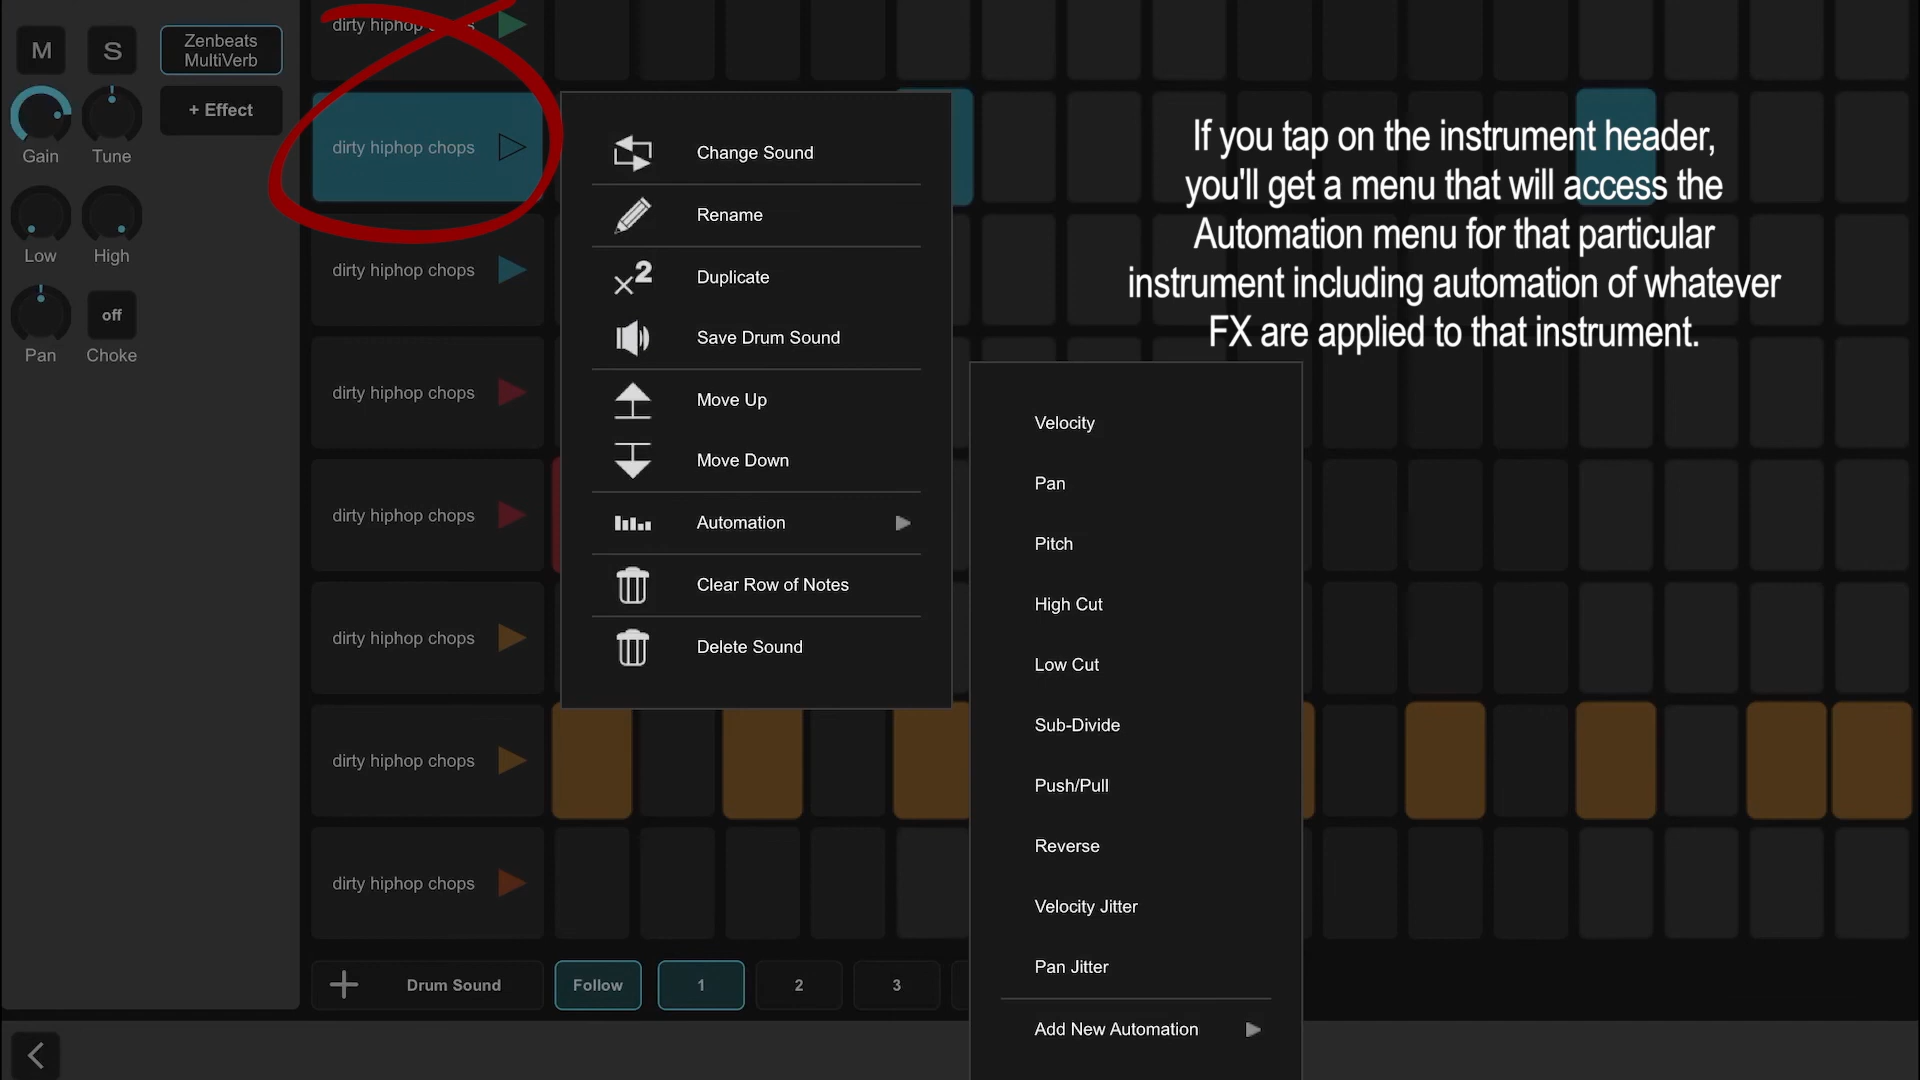 M
S
Zenbeats
MultiVerb
+ Effect
Gain
Tune
Low
High
off
Pan
Choke
dirty hiphop chops
dirty hiphop chops
dirty hiphop chops
dirty hiphop chops
dirty hiphop chops
dirty hiphop chops
dirty hiphop chops
dirty hiphop chops
Drum Sound
Follow
1
2
3
Change Sound
Rename
x2
Duplicate
Save Drum Sound
Move Up
Move Down
Automation
Clear Row of Notes
Delete Sound
Velocity
Pan
Pitch
High Cut
Low Cut
Sub-Divide
Push/Pull
Reverse
Velocity Jitter
Pan Jitter
Add New Automation
If you tap on the instrument header,
you'll get a menu that will access the
Automation menu for that particular
instrument including automation of whatever
FX are applied to that instrument.